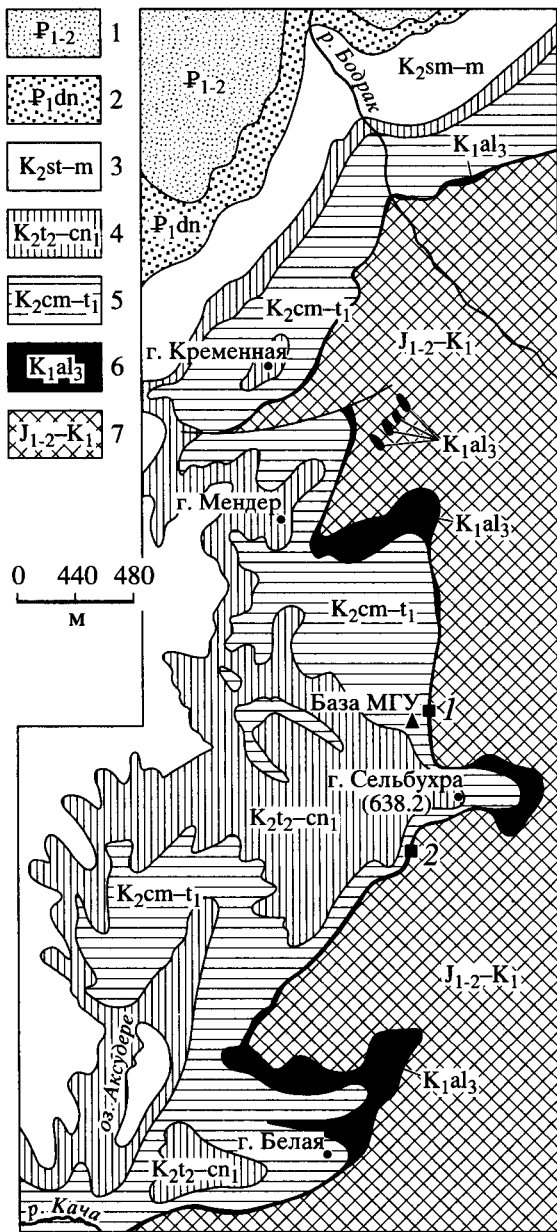 ₽₁₋₂ 1
₽₁dn 2
K₂st–m 3
K₂t₂–cn₁ 4
K₂cm–t₁ 5
K₁al₃ 6
J₁₋₂–K₁ 7
0 440 480
м
₽₁₋₂
р. Бодрак
K₂sm–m
K₁al₃
₽₁dn
K₂cm–t₁
J₁₋₂–K₁
г. Кременная
K₁al₃
г. Мендер
K₁al₃
K₂cm–t₁
База МГУ
1
г. Сельбухра
(638.2)
K₂t₂–cn₁
2
K₂cm–t₁
J₁₋₂–K₁
оз. Аксудере
K₁al₃
г. Белая
K₂t₂–cn₁
р. Кача